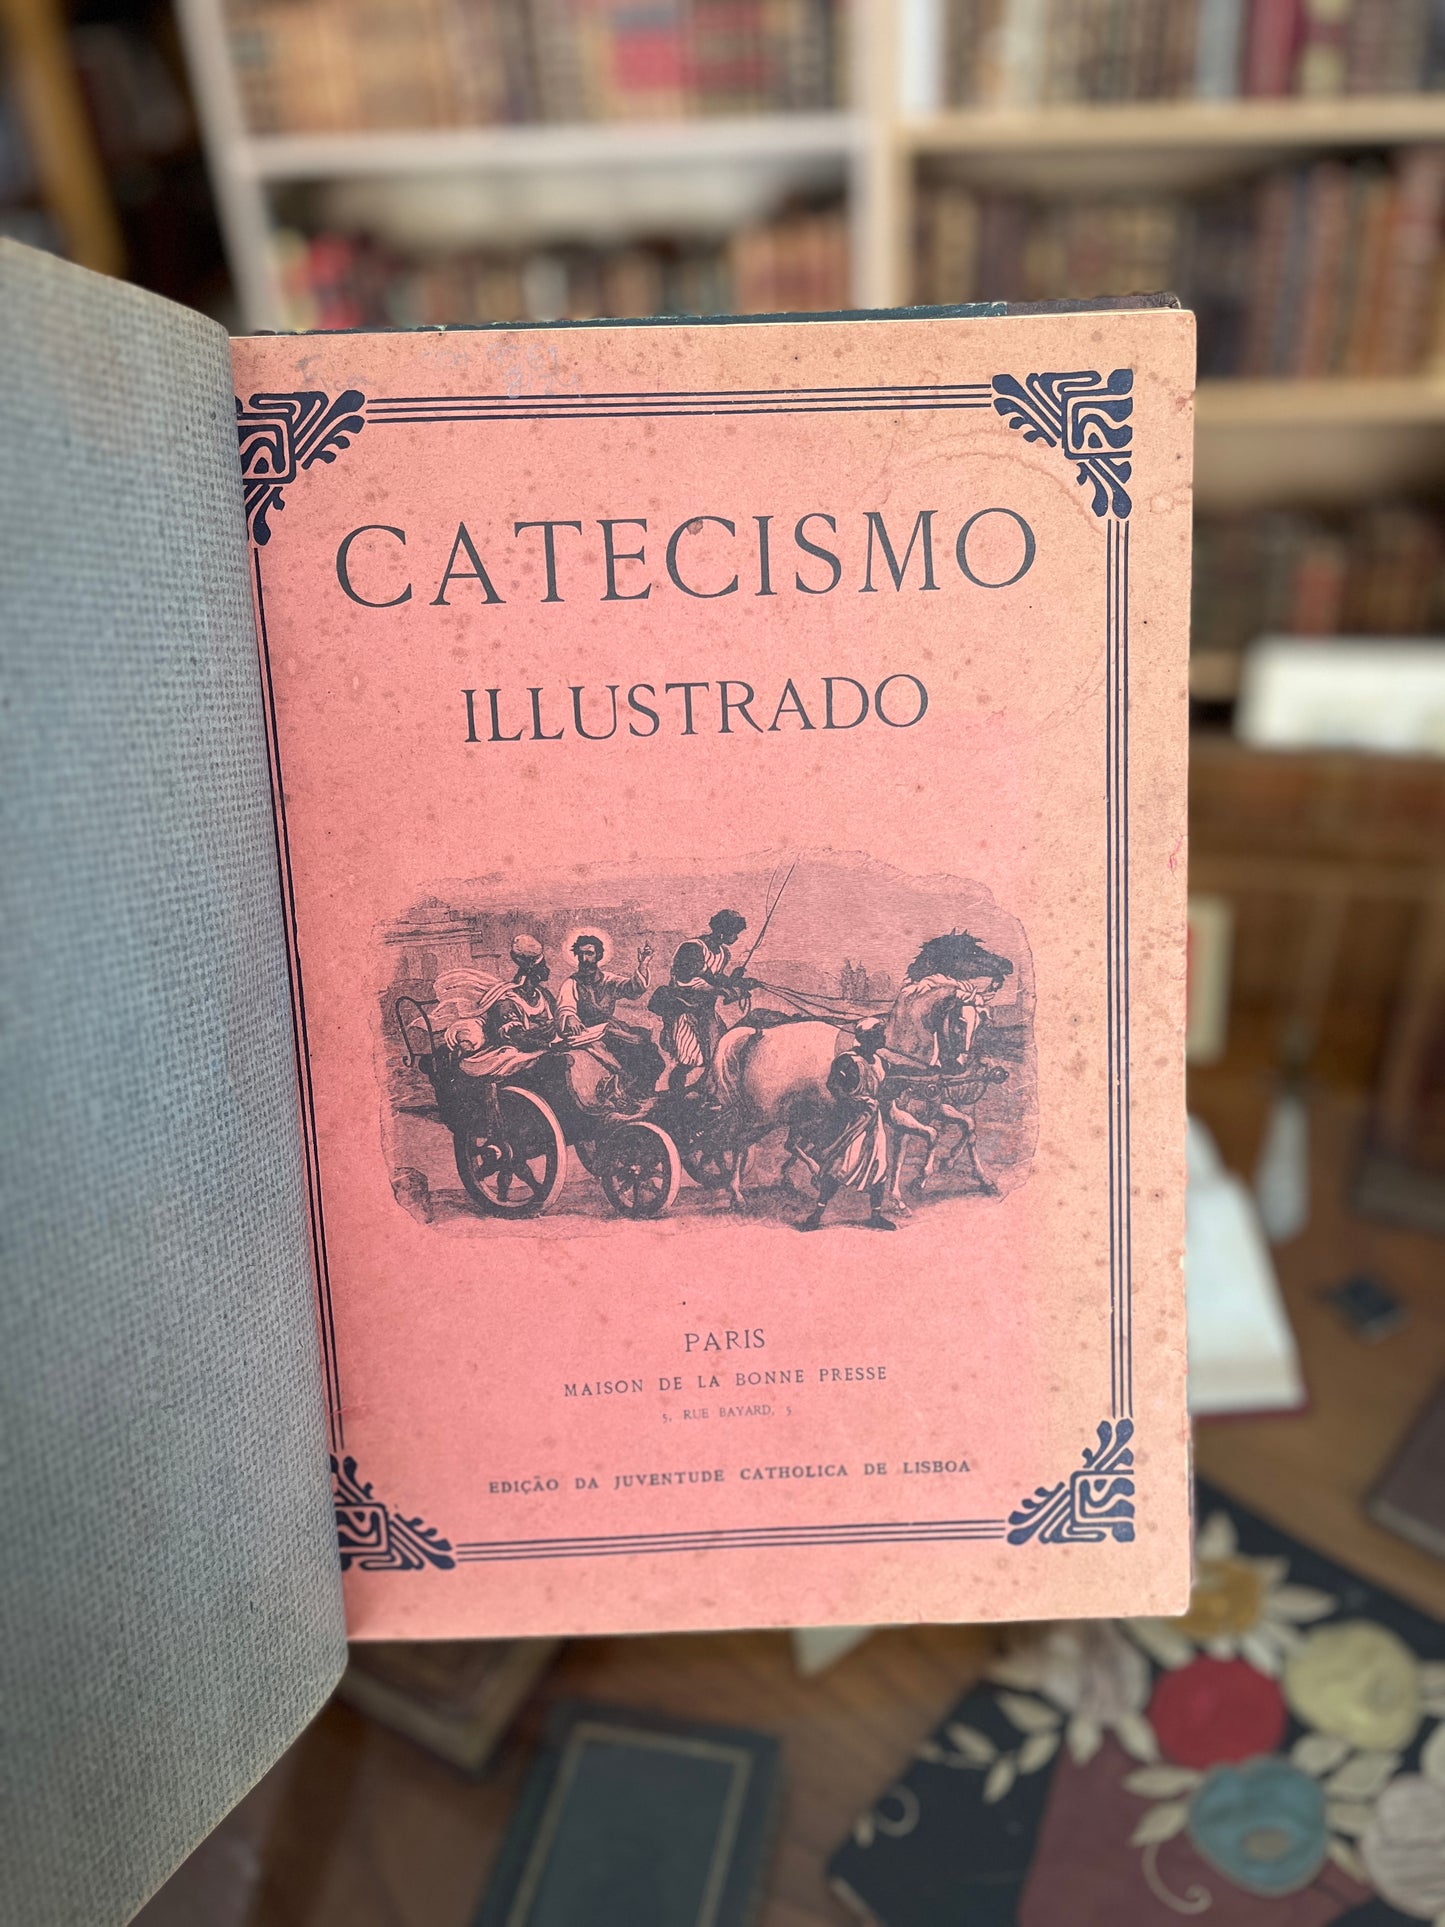 CATECISMO
ILLUSTRADO
PARIS
MAISON DE LA BONNE PRESSE
5, RUE BAYARD, 5
EDIÇÃO DA JUVENTUDE CATHOLICA DE LISBOA